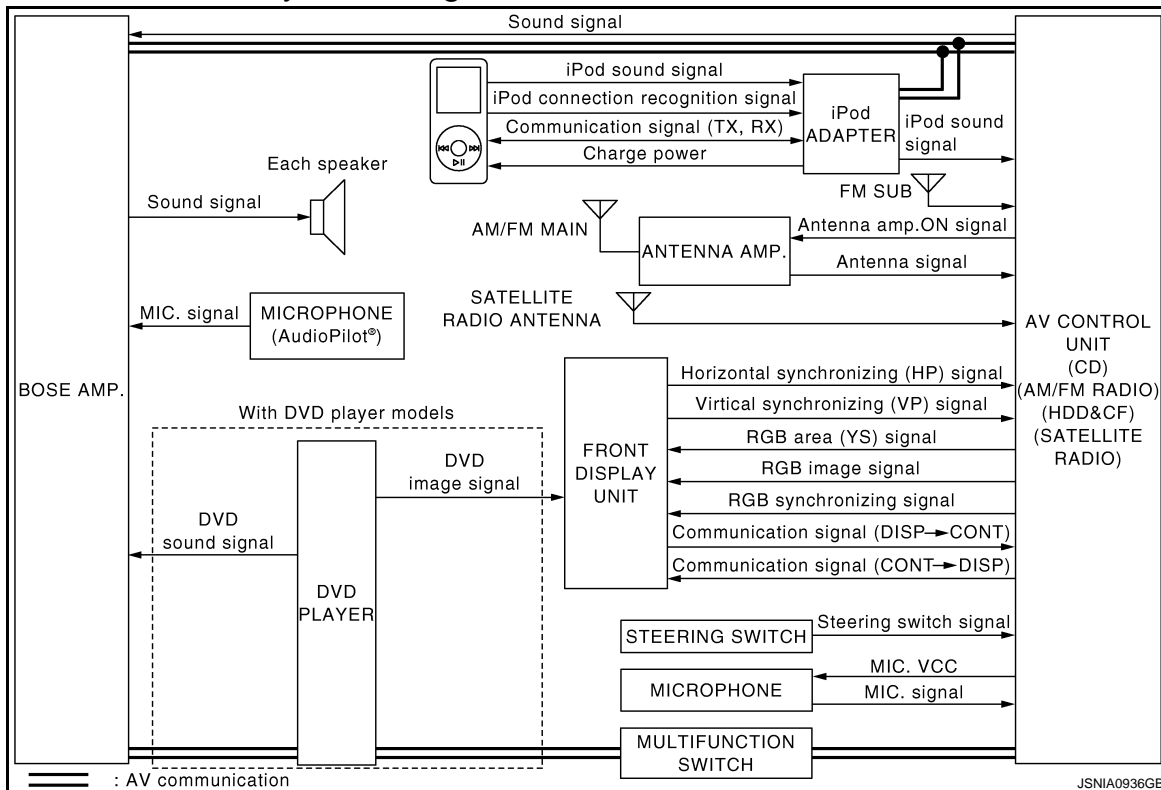 Sound signal
iPod sound signal
iPod connection recognition signal
Communication signal (TX, RX)
Charge power
iPod
ADAPTER
iPod sound
signal
Each speaker
Sound signal
FM SUB
AM/FM MAIN
ANTENNA AMP.
Antenna amp.ON signal
Antenna signal
SATELLITE
RADIO ANTENNA
MIC. signal
MICROPHONE
(AudioPilot®)
BOSE AMP.
AV CONTROL
UNIT
(CD)
(AM/FM RADIO)
(HDD&CF)
(SATELLITE
RADIO)
With DVD player models
DVD
image signal
DVD
sound signal
DVD
PLAYER
FRONT
DISPLAY
UNIT
Horizontal synchronizing (HP) signal
Virtical synchronizing (VP) signal
RGB area (YS) signal
RGB image signal
RGB synchronizing signal
Communication signal (DISP→CONT)
Communication signal (CONT→DISP)
STEERING SWITCH
Steering switch signal
MICROPHONE
MIC. VCC
MIC. signal
MULTIFUNCTION
SWITCH
: AV communication